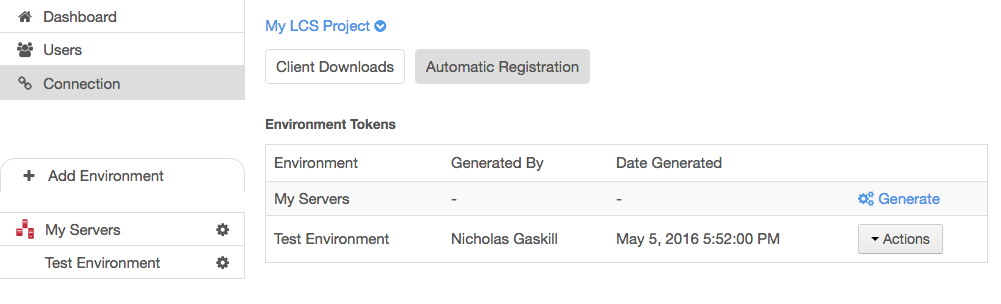 Dashboard
Users
Connection
Add Environment
My Servers
Test Environment
My LCS Project
Client Downloads
Automatic Registration
Environment Tokens
Environment Generated By Date Generated
My Servers - - Generate
Test Environment Nicholas Gaskill May 5, 2016 5:52:00 PM Actions